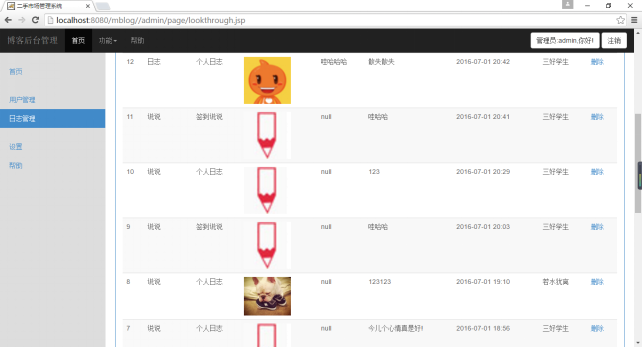 二手市场管理系统
localhost:8080/mblog//admin/page/lookthrough.jsp
博客后台管理 首页 功能 帮助 管理员:admin,你好! 注销
首页
用户管理
日志管理
设置
帮助
12 日志 个人日志 哇哈哈哈 散失散失 2016-07-01 20:42 三好学生 删除
11 说说 签到说说 null 哇哈哈 2016-07-01 20:41 三好学生 删除
10 说说 个人日志 null 123 2016-07-01 20:29 三好学生 删除
9 说说 签到说说 null 哇哈哈 2016-07-01 20:03 三好学生 删除
8 说说 个人日志 null 123123 2016-07-01 19:10 若水犹寒 删除
7 说说 个人日志 null 今儿个心情真是好! 2016-07-01 18:56 三好学生 删除